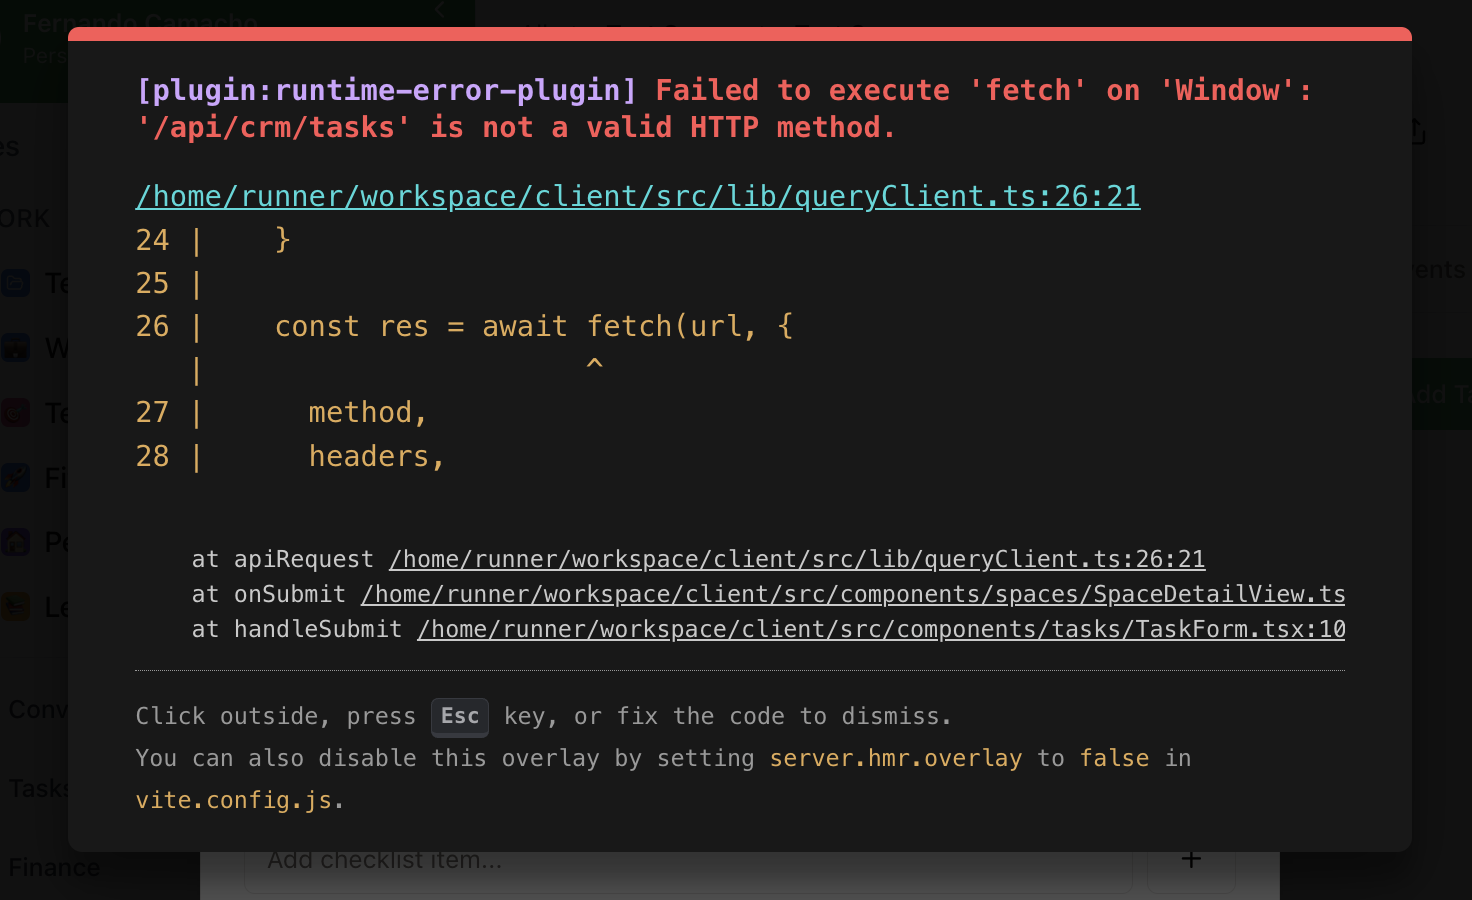 Fernando Camacho
Pers
[plugin:runtime-error-plugin] Failed to execute 'fetch' on 'Window':
'/api/crm/tasks' is not a valid HTTP method.
es
/home/runner/workspace/client/src/lib/queryClient.ts:26:21
ORK
24 |    }
25 |
26 |    const res = await fetch(url, {
   |                      ^
27 |      method,
28 |      headers,
Te
W
Te
Fi
Pe
Le
ents
dd Ta
at apiRequest /home/runner/workspace/client/src/lib/queryClient.ts:26:21
at onSubmit /home/runner/workspace/client/src/components/spaces/SpaceDetailView.ts
at handleSubmit /home/runner/workspace/client/src/components/tasks/TaskForm.tsx:10
Click outside, press Esc key, or fix the code to dismiss.
You can also disable this overlay by setting server.hmr.overlay to false in
vite.config.js.
Conv
Tasks
Finance
Add checklist item...
+